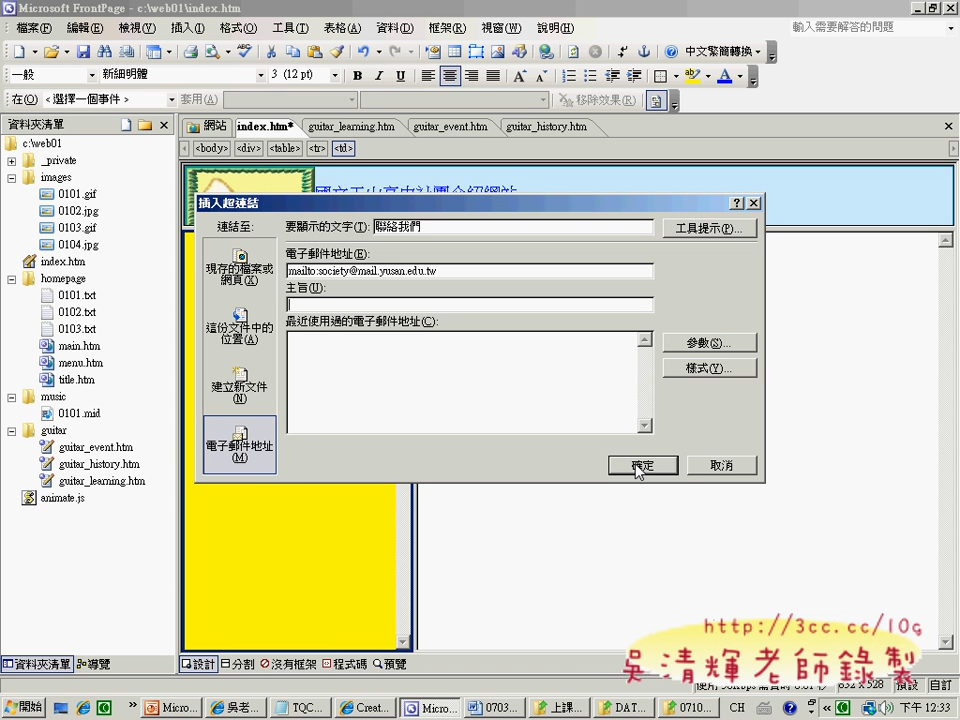 Microsoft FrontPage - c:\web01\index.htm
檔案(F) 編輯(E) 檢視(V) 插入(I) 格式(O) 工具(T) 表格(A) 資料(D) 框架(R) 視窗(W) 說明(H) 輸入需要解答的問題
中文繁簡轉換
一般 新細明體 3 (12 pt) B I U
在(O) <選擇一個事件> 套用(A) 移除效果(R)
資料夾清單 網站 index.htm* guitar_learning.htm guitar_event.htm guitar_history.htm
<body> <div> <table> <tr> <td>
c:\web01
_private
images
0101.gif
0102.jpg
0103.gif
0104.jpg
index.htm
homepage
0101.txt
0102.txt
0103.txt
main.htm
menu.htm
title.htm
music
0101.mid
guitar
guitar_event.htm
guitar_history.htm
guitar_learning.htm
animate.js
插入超連結
連結至:
要顯示的文字(T): 聯絡我們
工具提示(P)...
現存的檔案或網頁(X)
這份文件中的位置(A)
建立新文件(N)
電子郵件地址(M)
電子郵件地址(E):
mailto:society@mail.yusan.edu.tw
主旨(U):
最近使用過的電子郵件地址(C):
參數(S)...
樣式(Y)...
確定 取消
http://3cc.cc/10g
吳清輝老師錄製
資料夾清單 導覽 設計 分割 沒有框架 程式碼 預覽
預設 自訂
開始 Micro... 吳老... TQC... Creat... Micro... 0703... 上課... DAT... 0710... CH 下午 12:33